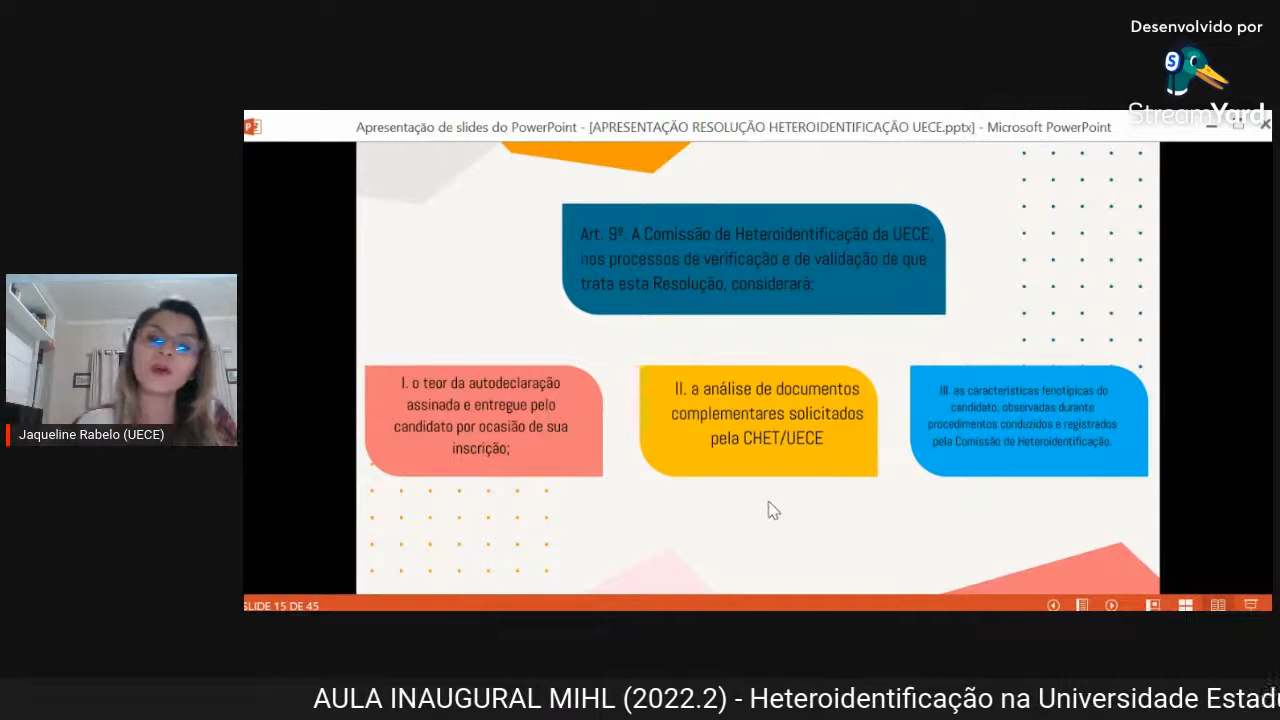 Desenvolvido por
StreamYard
Apresentação de slides do PowerPoint - [APRESENTAÇÃO RESOLUÇÃO HETEROIDENTIFICAÇÃO UECE.pptx] - Microsoft PowerPoint
Art. 9º. A Comissão de Heteroidentificação da UECE,
nos processos de verificação e de validação de que
trata esta Resolução, considerará:
I. o teor da autodeclaração
assinada e entregue pelo
candidato por ocasião de sua
inscrição;
II. a análise de documentos
complementares solicitados
pela CHET/UECE
III. as características fenotípicas do
candidato, observadas durante
procedimentos conduzidos e registrados
pela Comissão de Heteroidentificação.
Jaqueline Rabelo (UECE)
SLIDE 15 DE 45
AULA INAUGURAL MIHL (2022.2) - Heteroidentificação na Universidade Estad